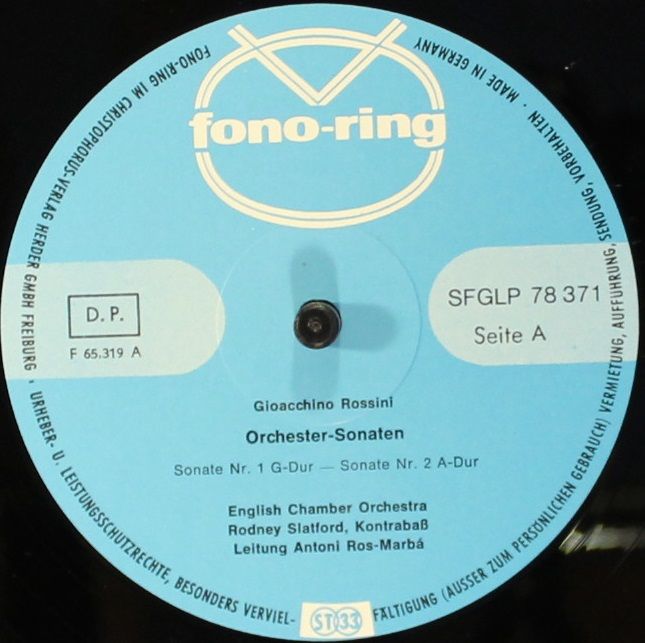 fono-ring
D. P.
F 65.319 A
SFGLP 78 371
Seite A
Gioacchino Rossini
Orchester-Sonaten
Sonate Nr. 1 G-Dur — Sonate Nr. 2 A-Dur
English Chamber Orchestra
Rodney Slatford, Kontrabaß
Leitung Antoni Ros-Marbá
ST 33
FONO-RING IM CHRISTOPHORUS-VERLAG HERDER GMBH FREIBURG · URHEBER- U. LEISTUNGSSCHUTZRECHTE, BESONDERS VERVIEL-FÄLTIGUNG (AUSSER ZUM PERSÖNLICHEN GEBRAUCH) VERMIETUNG, AUFFÜHRUNG, SENDUNG, VORBEHALTEN · MADE IN GERMANY